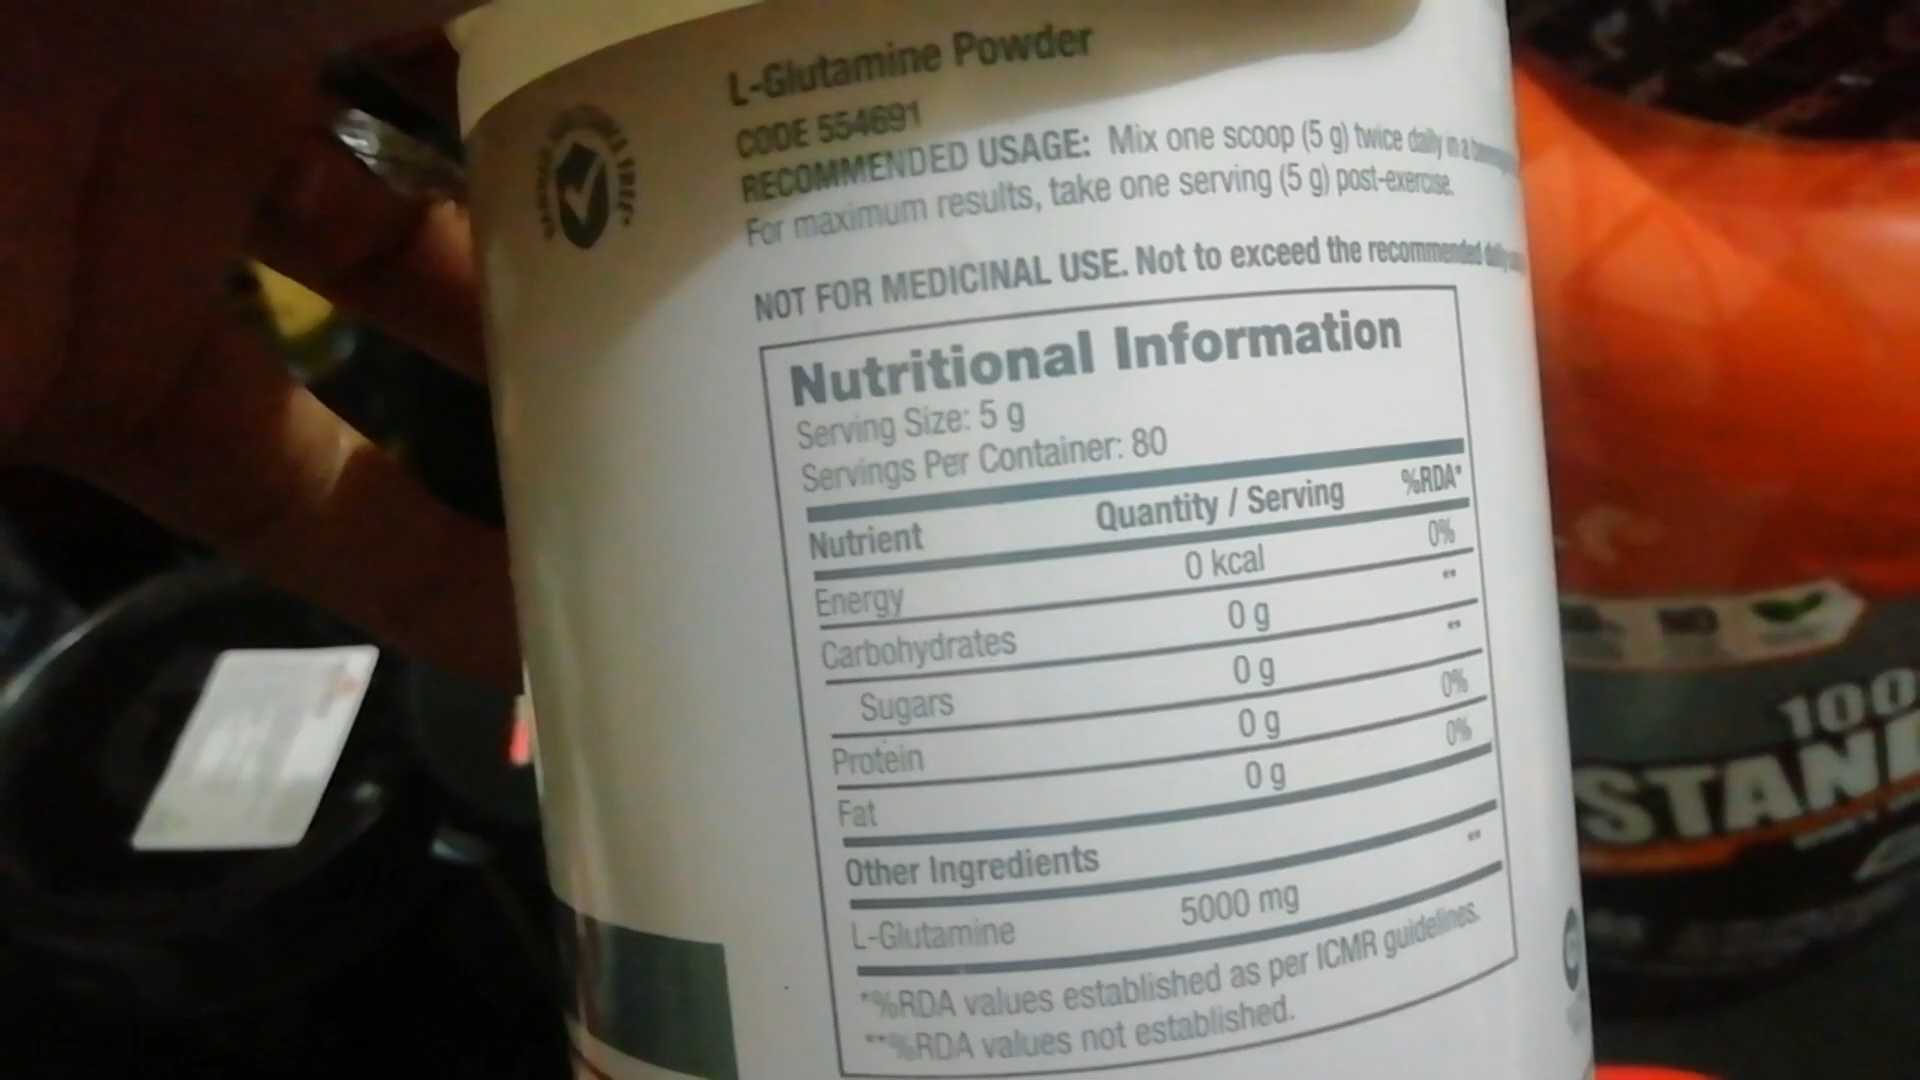 L-Glutamine Powder
CODE 554691
RECOMMENDED USAGE: Mix one scoop (5 g) twice daily in a
For maximum results, take one serving (5 g) post-exercise.
NOT FOR MEDICINAL USE. Not to exceed the recommended daily
Nutritional Information
Serving Size: 5 g
Servings Per Container: 80
Nutrient Quantity / Serving %RDA*
Energy 0 kcal 0%
Carbohydrates 0 g **
Sugars 0 g **
Protein 0 g 0%
Fat 0 g 0%
Other Ingredients
L-Glutamine 5000 mg **
*%RDA values established as per ICMR guidelines.
**%RDA values not established.
NO
100
STAN